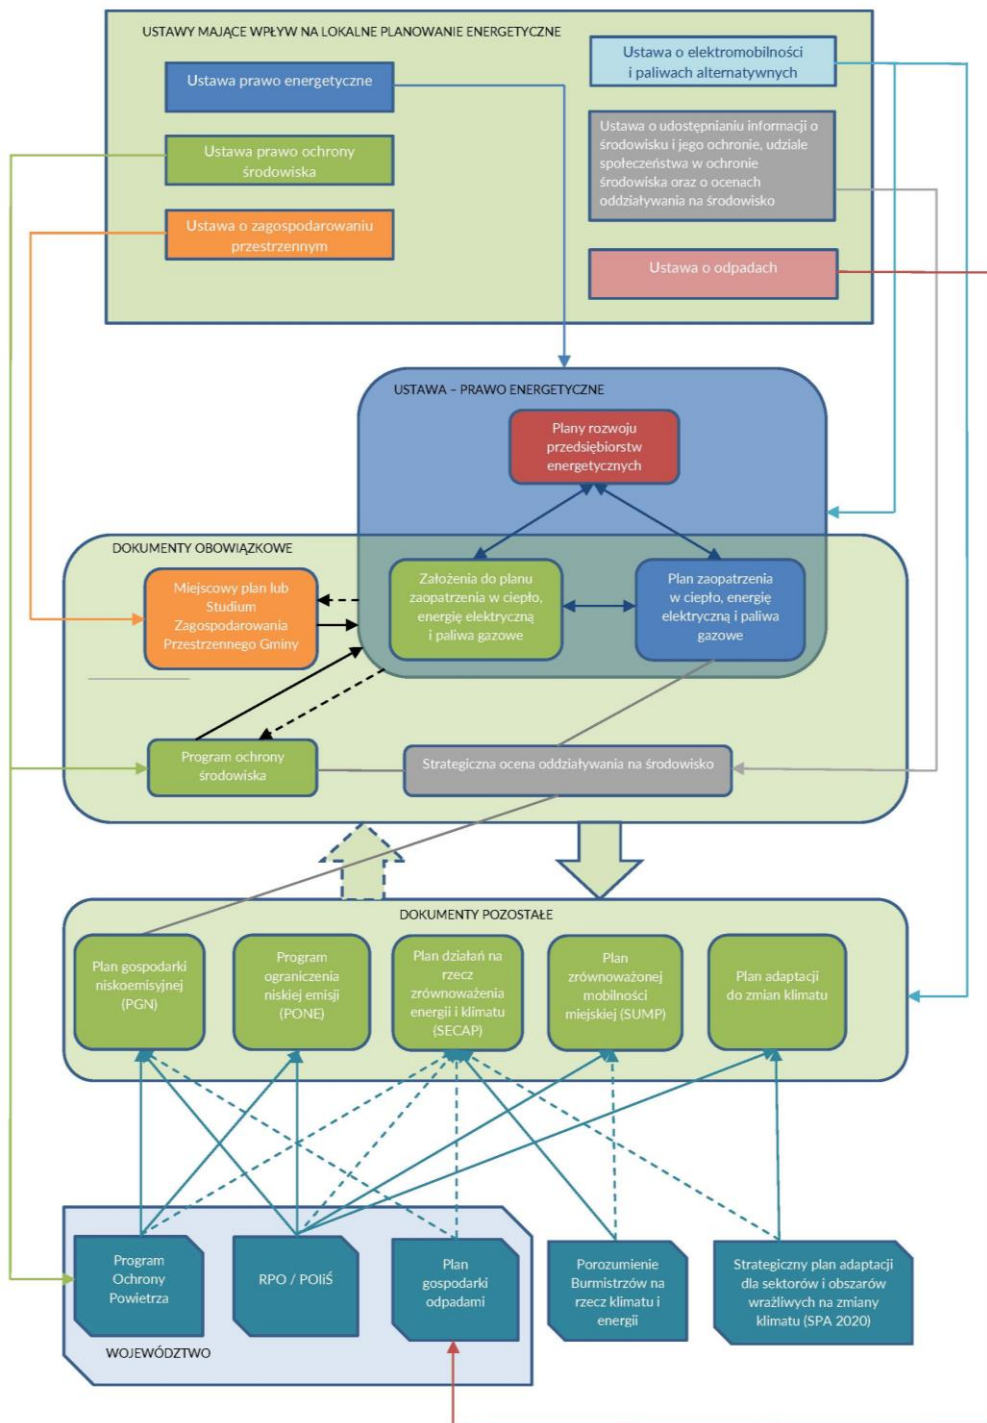 USTAWY MAJĄCE WPŁYW NA LOKALNE PLANOWANIE ENERGETYCZNE
Ustawa prawo energetyczne
Ustawa prawo ochrony
środowiska
Ustawa o zagospodarowaniu
przestrzennym
Ustawa o elektromobilności
i paliwach alternatywnych
Ustawa o udostępnianiu informacji o
środowisku i jego ochronie, udziale
społeczeństwa w ochronie
środowiska oraz o ocenach
oddziaływania na środowisko
Ustawa o odpadach
USTAWA – PRAWO ENERGETYCZNE
Plany rozwoju
przedsiębiorstw
energetycznych
DOKUMENTY OBOWIĄZKOWE
Miejscowy plan lub
Studium
Zagospodarowania
Przestrzennego Gminy
Założenia do planu
zaopatrzenia w ciepło,
energię elektryczną
i paliwa gazowe
Plan zaopatrzenia
w ciepło, energię
elektryczną i paliwa
gazowe
Program ochrony
środowiska
Strategiczna ocena oddziaływania na środowisko
DOKUMENTY POZOSTAŁE
Plan gospodarki
niskoemisyjnej
(PGN)
Program
ograniczenia
niskiej emisji
(PONE)
Plan działań na
rzecz
zrównoważenia
energii i klimatu
(SECAP)
Plan
zrównoważonej
mobilności
miejskiej (SUMP)
Plan adaptacji
do zmian klimatu
Program
Ochrony
Powietrza
RPO / POIiŚ
Plan
gospodarki
odpadami
Porozumienie
Burmistrzów na
rzecz klimatu i
energii
Strategiczny plan adaptacji
dla sektorów i obszarów
wrażliwych na zmiany
klimatu (SPA 2020)
WOJEWÓDZTWO